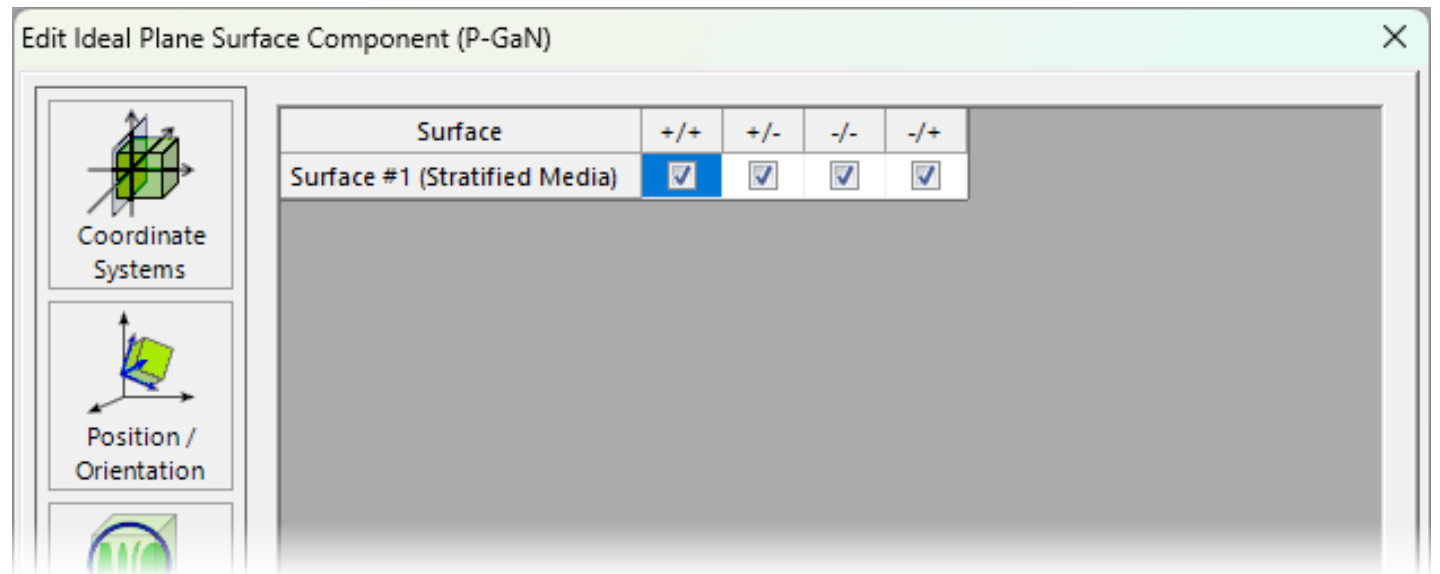 Edit Ideal Plane Surface Component (P-GaN)
Surface +/+ +/- -/- -/+
Surface #1 (Stratified Media)
Coordinate
Systems
Position /
Orientation